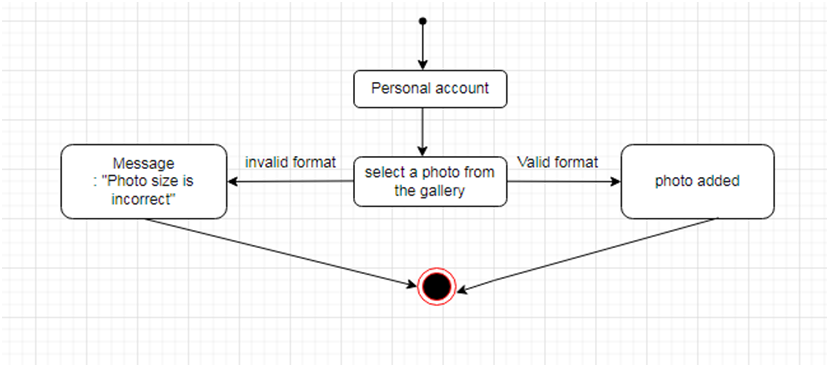 Personal account
Message
: "Photo size is
incorrect"
invalid format
select a photo from
the gallery
Valid format
photo added